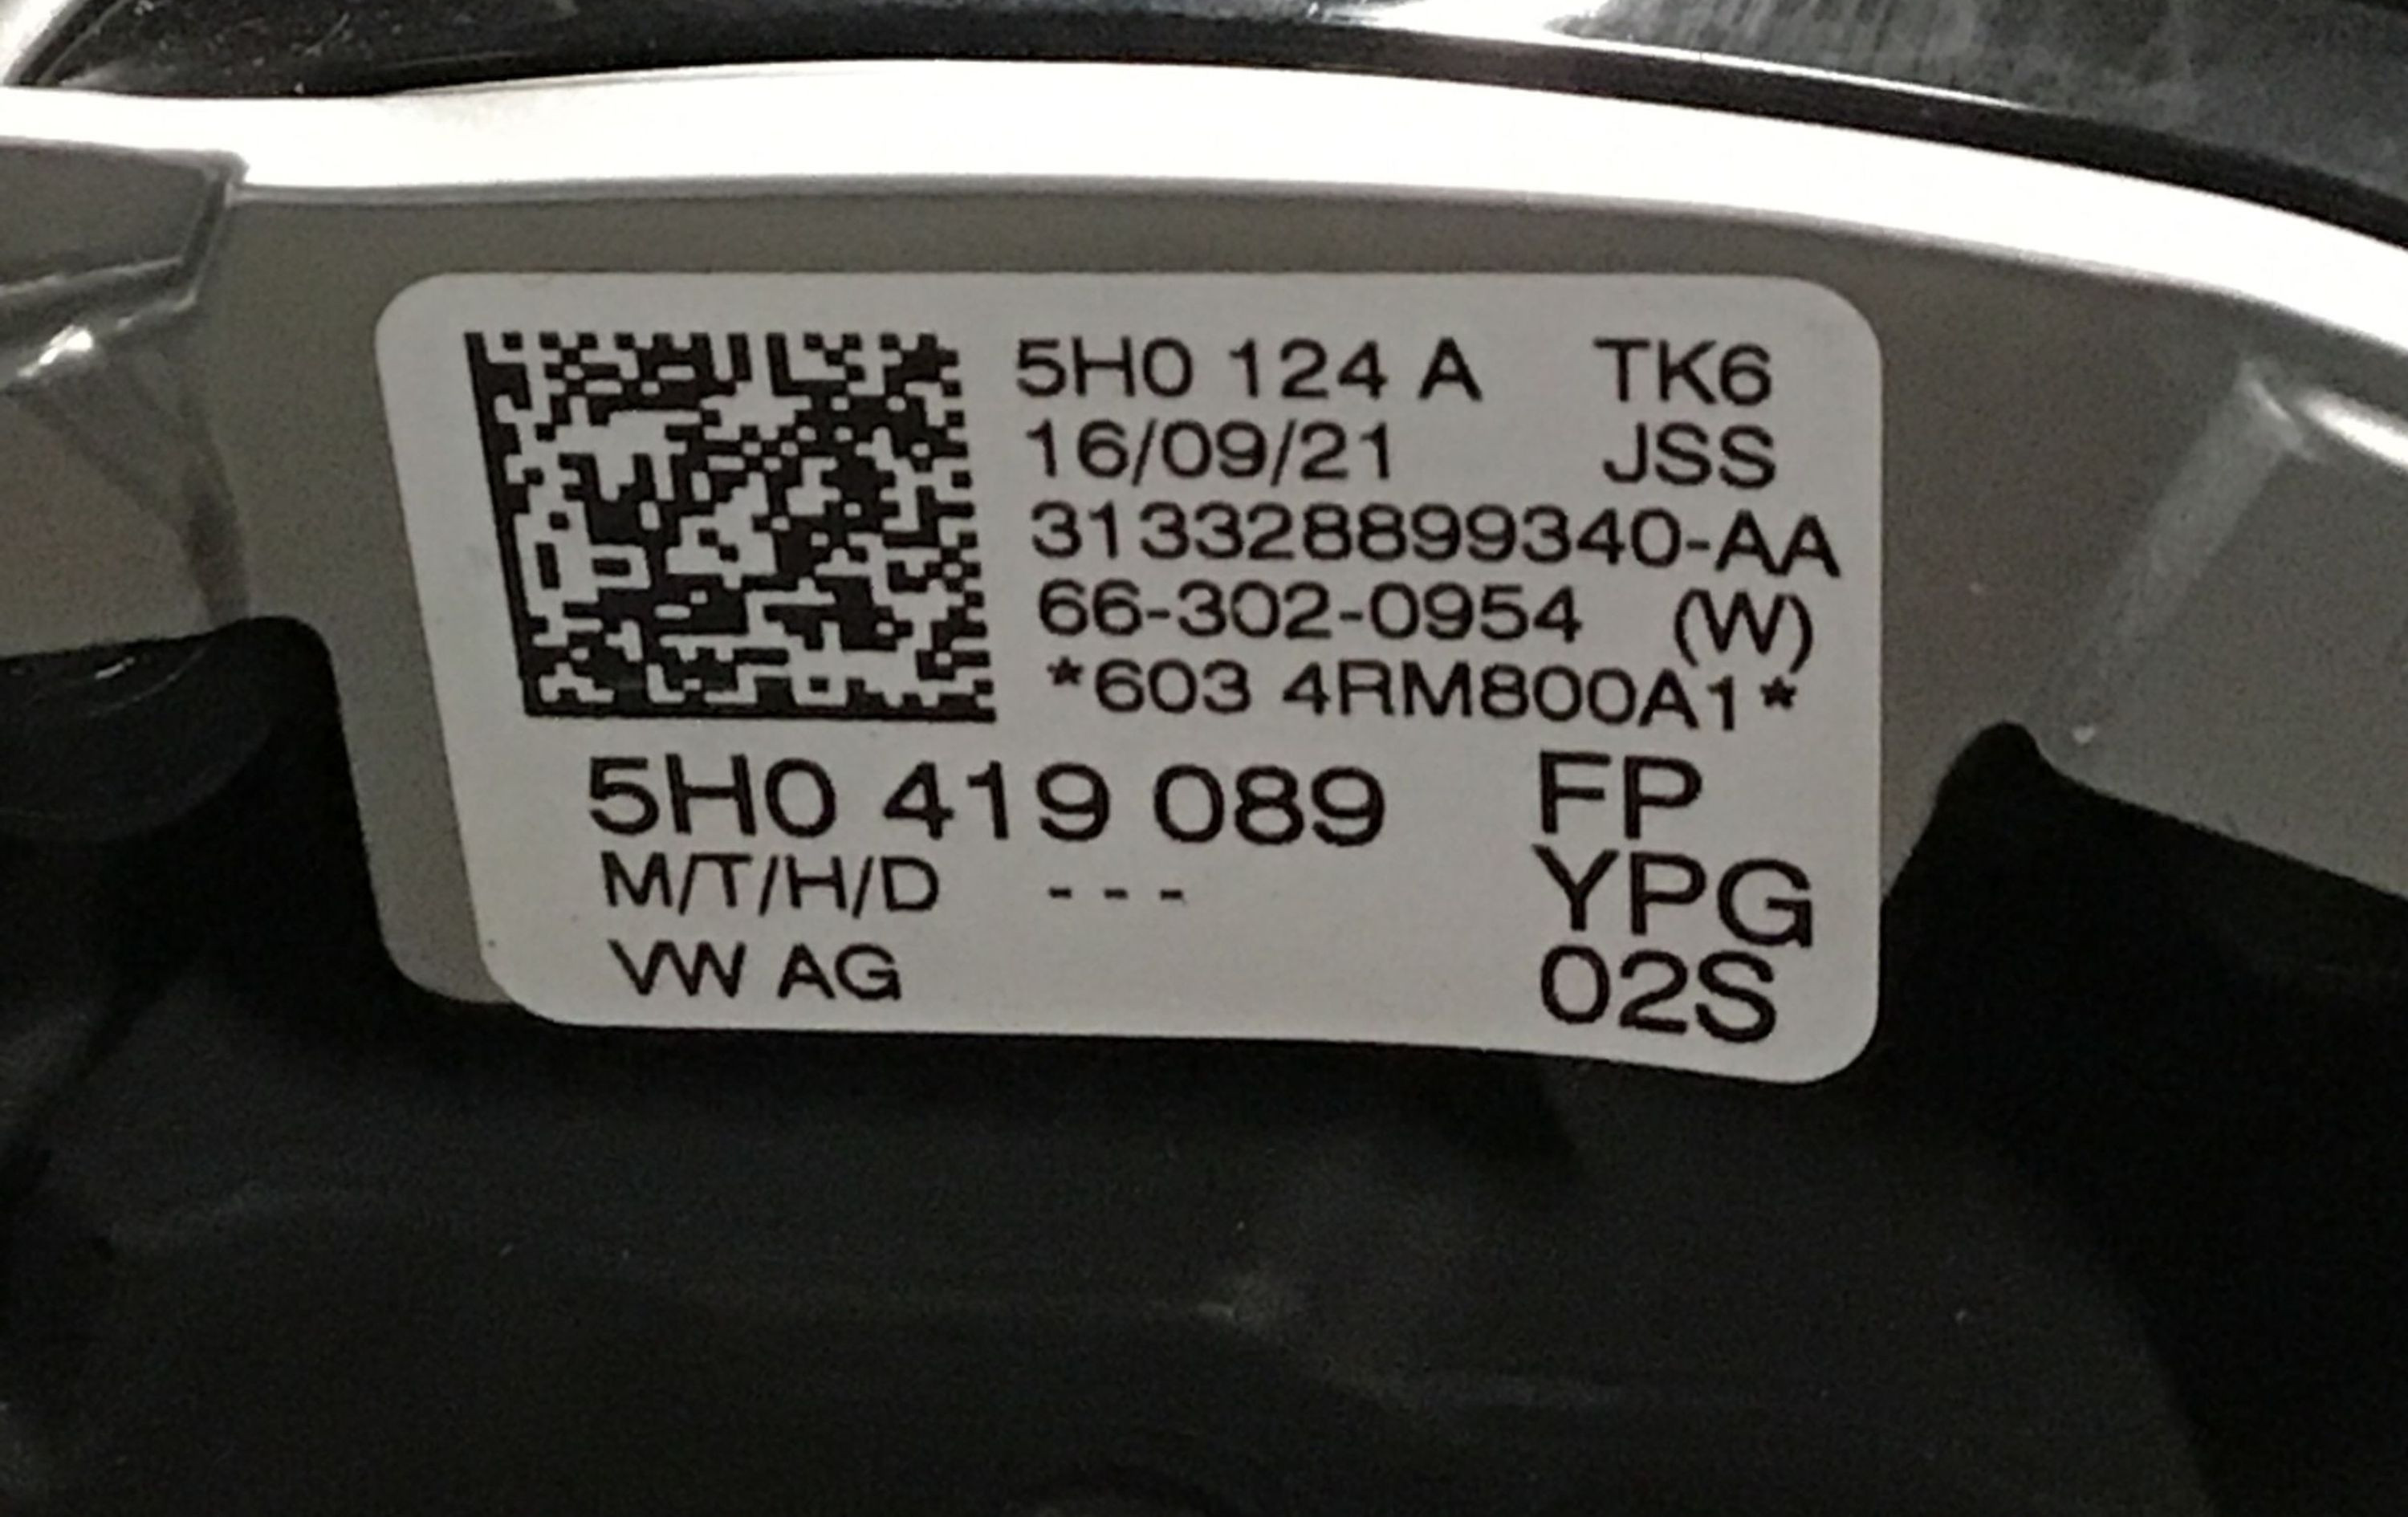 5H0 124 A TK6
16/09/21 JSS
313328899340-AA
66-302-0954 (W)
*603 4RM800A1*
5H0 419 089 FP
M/T/H/D --- YPG
VW AG 02S